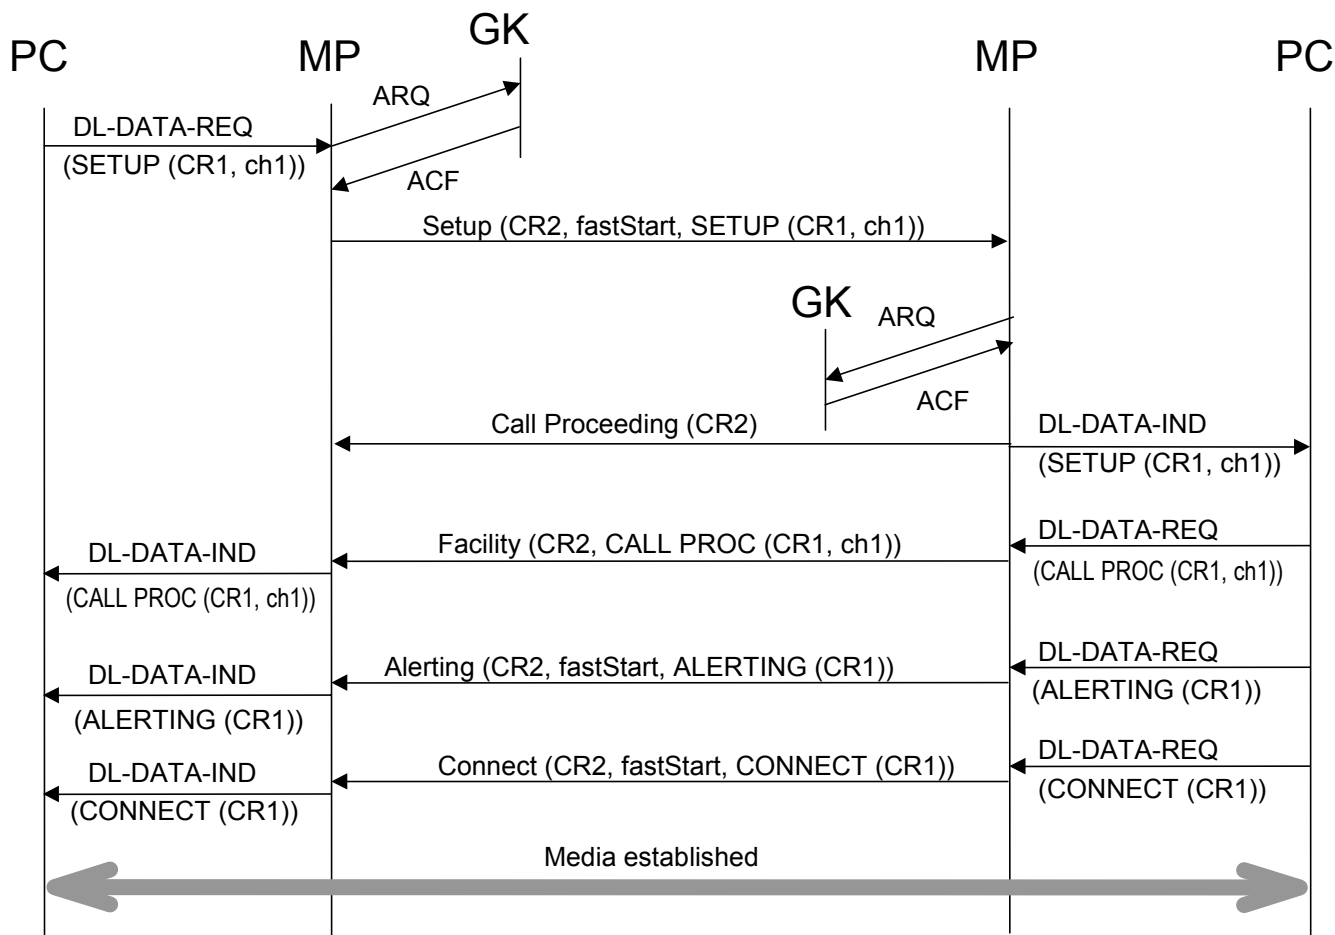 GK
PC
MP
MP
PC
ARQ
DL-DATA-REQ
(SETUP (CR1, ch1))
ACF
Setup (CR2, fastStart, SETUP (CR1, ch1))
GK
ARQ
ACF
Call Proceeding (CR2)
DL-DATA-IND
(SETUP (CR1, ch1))
DL-DATA-REQ
Facility (CR2, CALL PROC (CR1, ch1))
DL-DATA-IND
(CALL PROC (CR1, ch1))
(CALL PROC (CR1, ch1))
DL-DATA-REQ
Alerting (CR2, fastStart, ALERTING (CR1))
DL-DATA-IND
(ALERTING (CR1))
(ALERTING (CR1))
DL-DATA-REQ
Connect (CR2, fastStart, CONNECT (CR1))
DL-DATA-IND
(CONNECT (CR1))
(CONNECT (CR1))
Media established